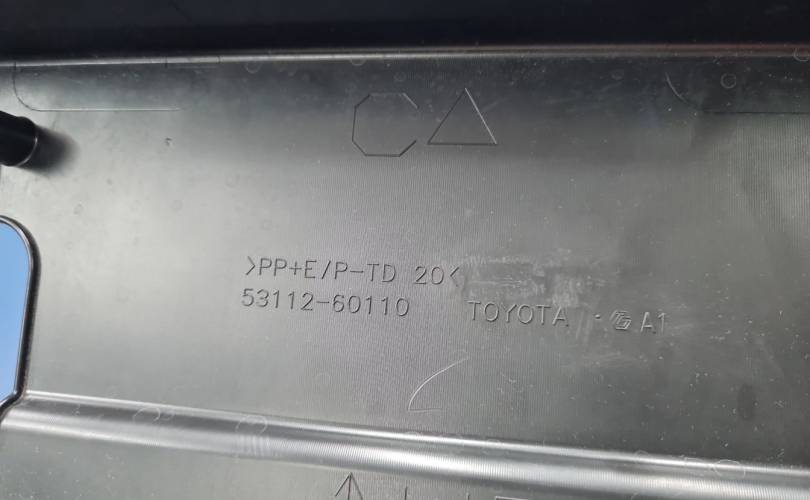 >PP+E/P-TD 20<
53112-60110 TOYOTA A1